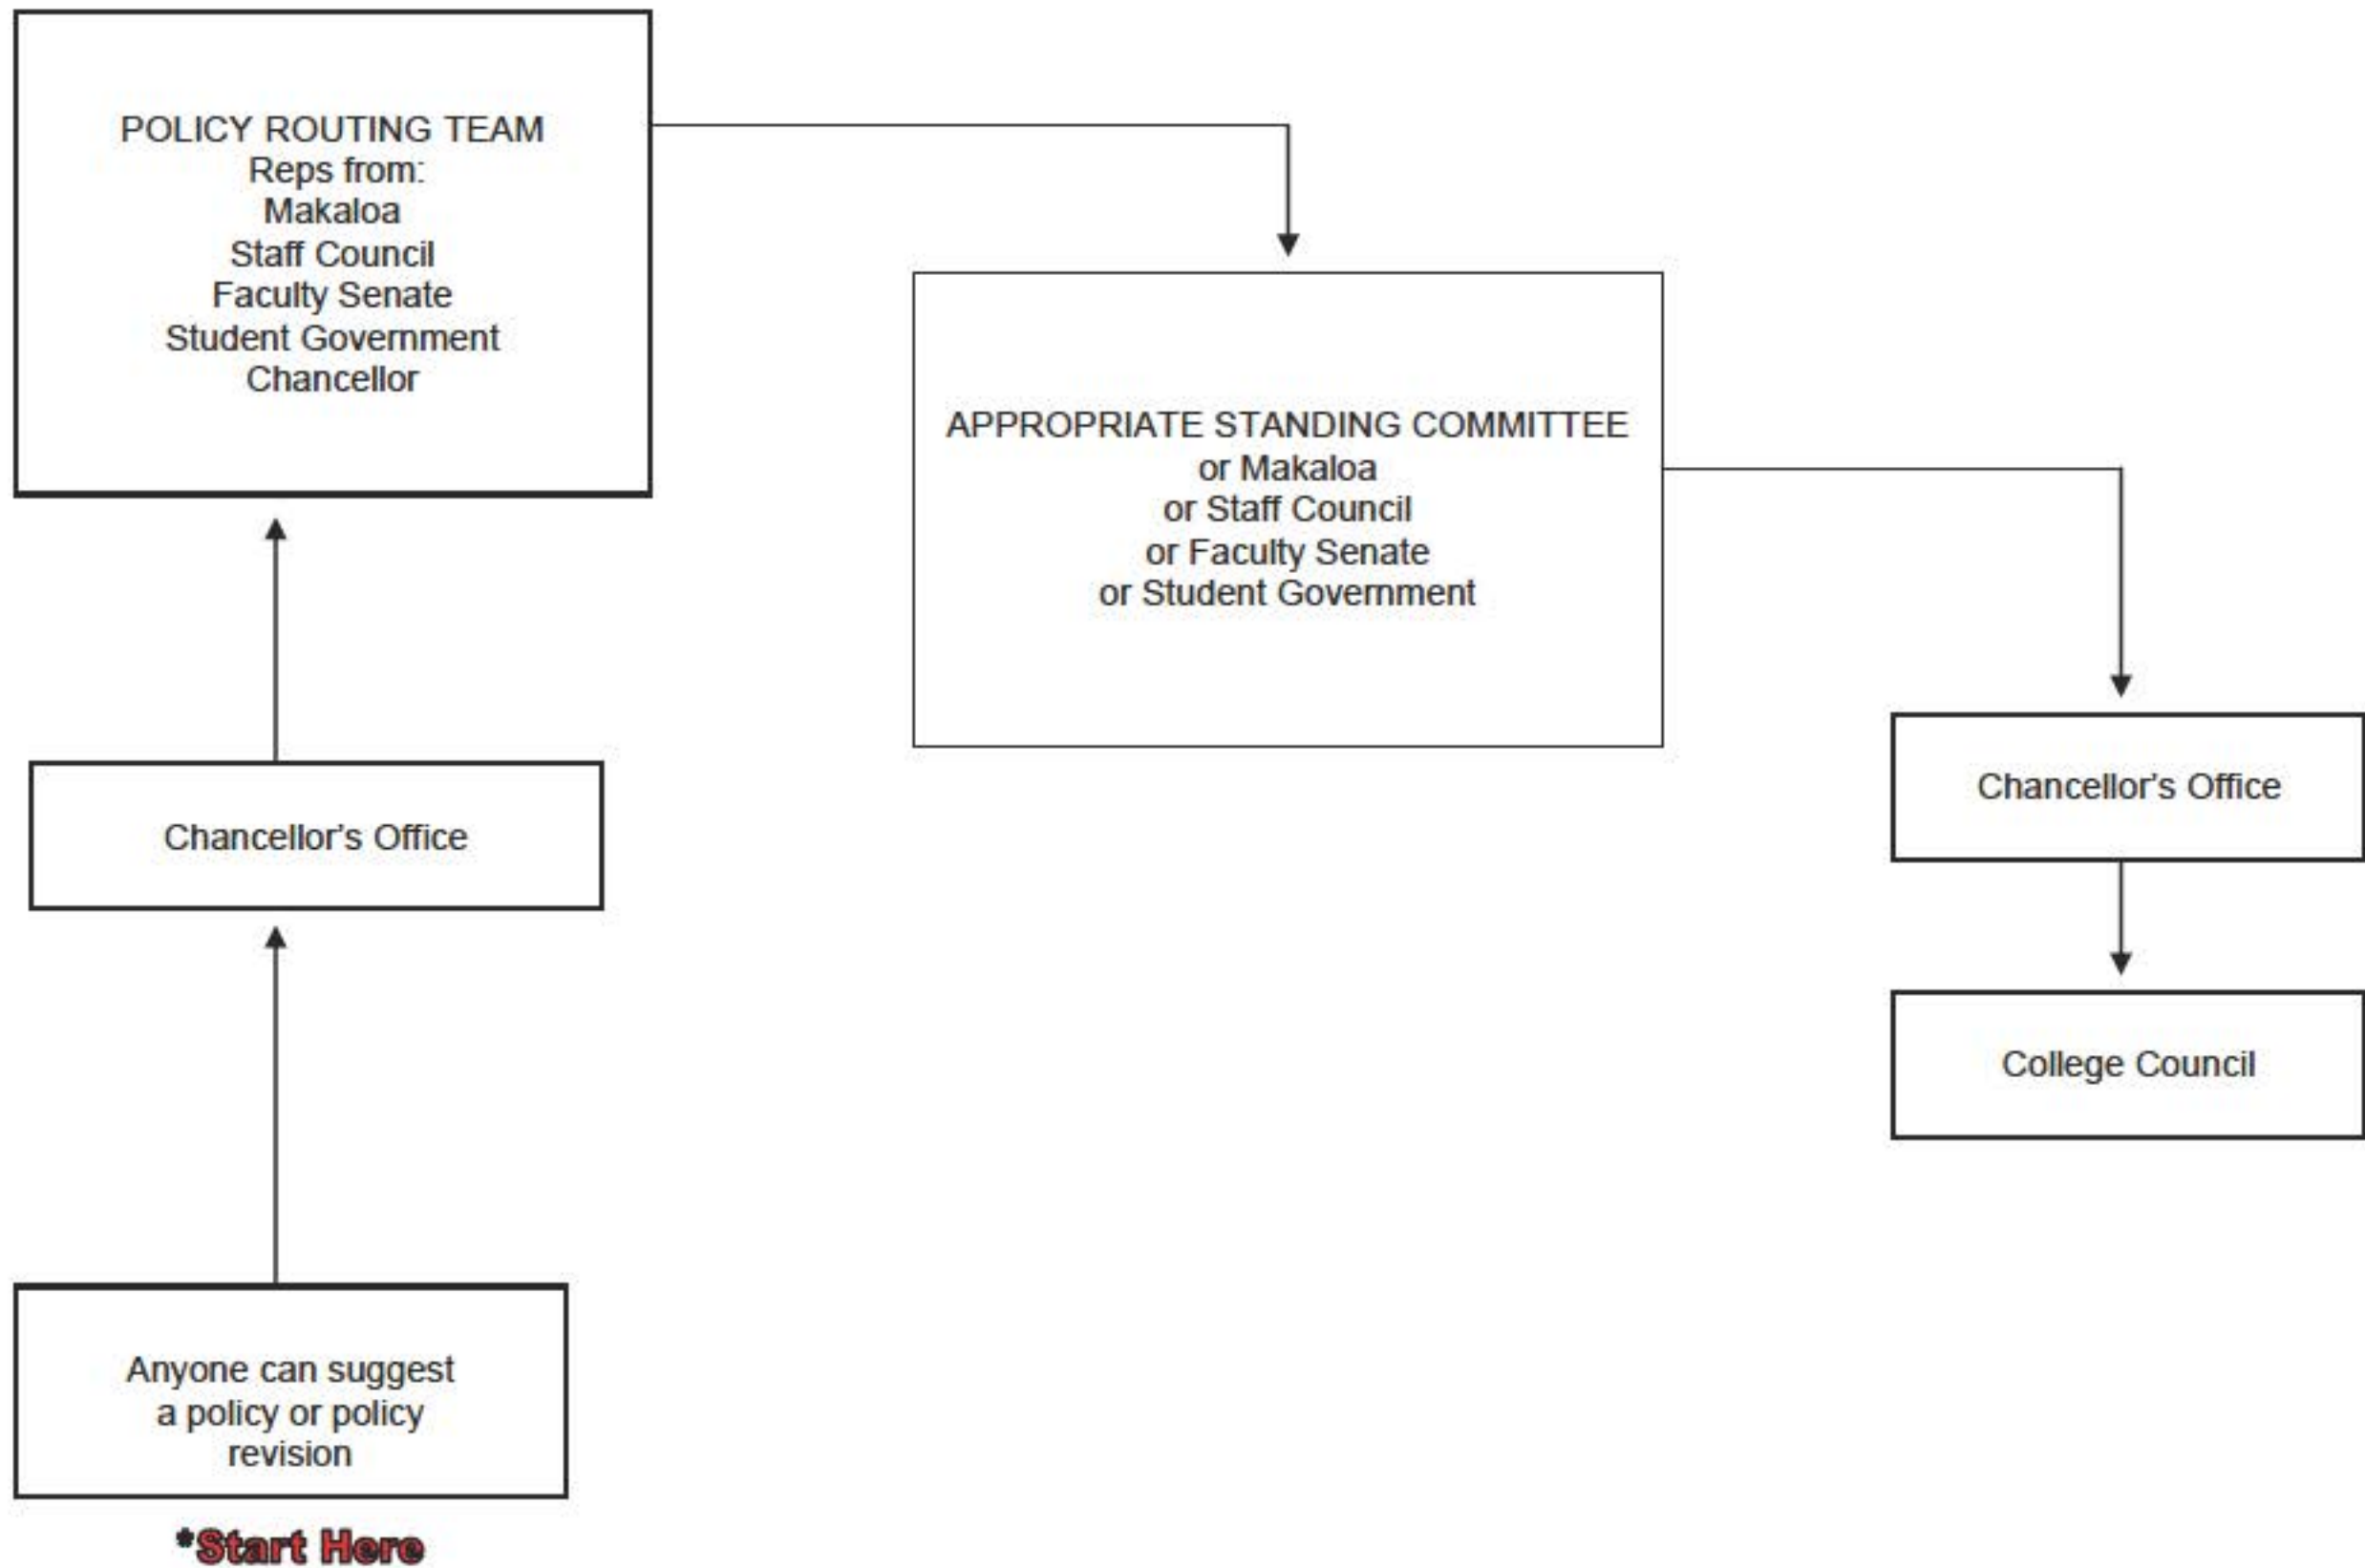 POLICY ROUTING TEAM
Reps from:
Makaloa
Staff Council
Faculty Senate
Student Government
Chancellor
APPROPRIATE STANDING COMMITTEE
or Makaloa
or Staff Council
or Faculty Senate
or Student Government
Chancellor's Office
Chancellor's Office
College Council
Anyone can suggest
a policy or policy
revision
*Start Here